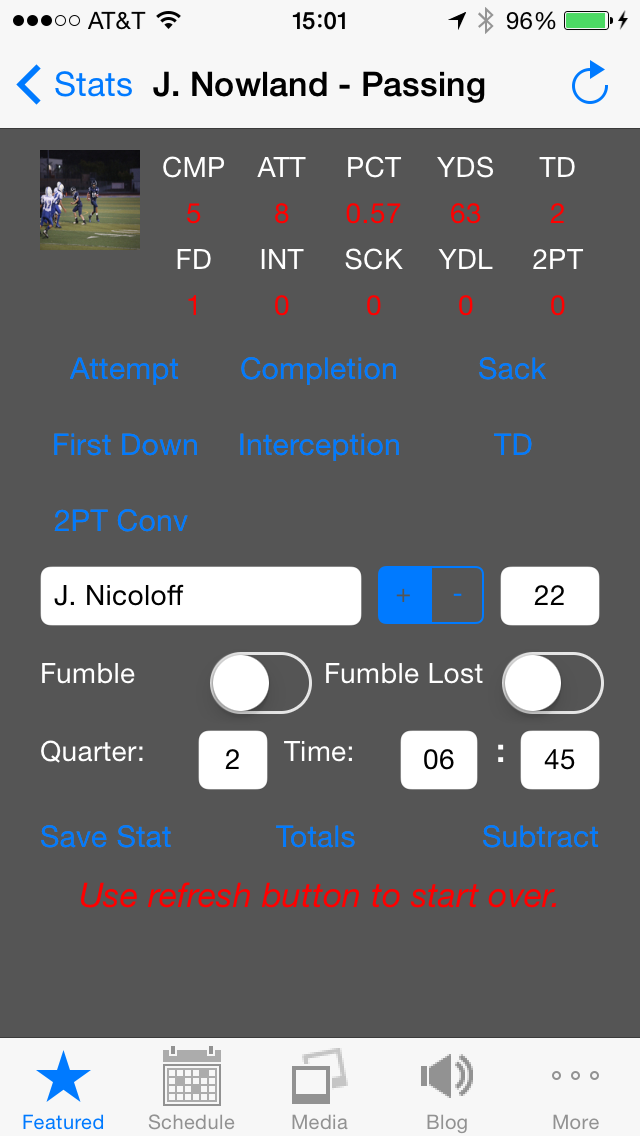 AT&T 15:01 96%
Stats J. Nowland - Passing
CMP ATT PCT YDS TD
5 8 0.57 63 2
FD INT SCK YDL 2PT
1 0 0 0 0
Attempt Completion Sack
First Down Interception TD
2PT Conv
J. Nicoloff + - 22
Fumble Fumble Lost
Quarter: 2 Time: 06 : 45
Save Stat Totals Subtract
Use refresh button to start over.
Featured Schedule Media Blog More